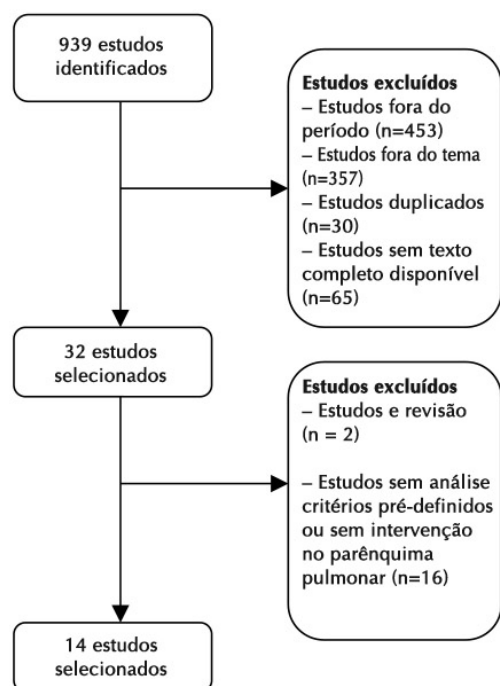 939 estudos
identificados
Estudos excluídos
– Estudos fora do
período (n=453)
– Estudos fora do tema
(n=357)
– Estudos duplicados
(n=30)
– Estudos sem texto
completo disponível
(n=65)
32 estudos
selecionados
Estudos excluídos
– Estudos e revisão
(n = 2)
– Estudos sem análise
critérios pré-definidos
ou sem intervenção
no parênquima
pulmonar (n=16)
14 estudos
selecionados